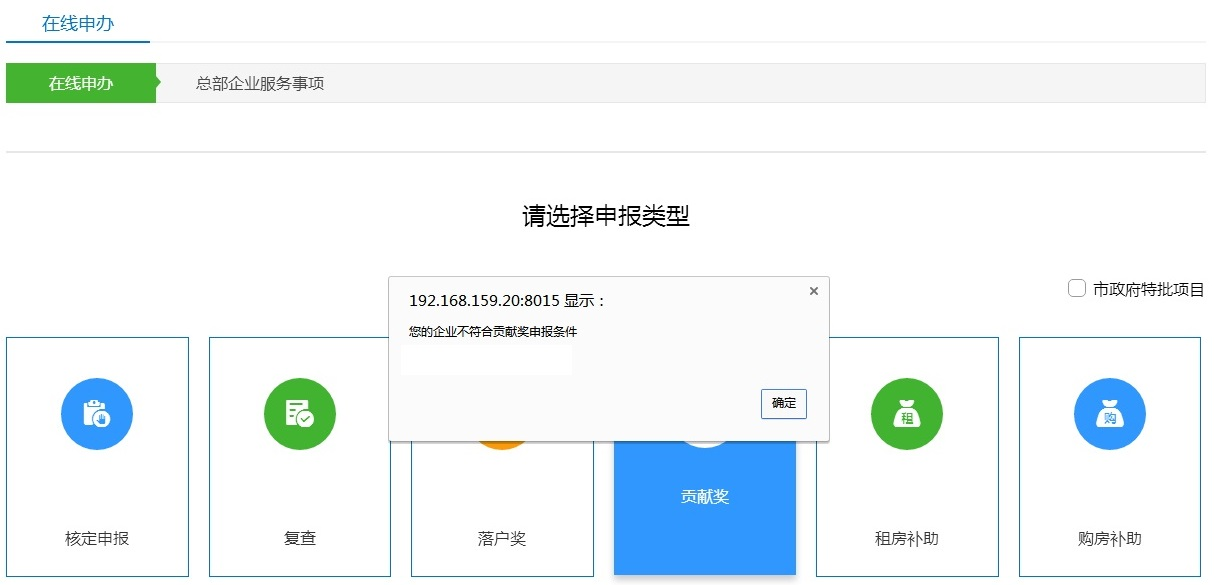 在线申办
在线申办
总部企业服务事项
请选择申报类型
市政府特批项目
192.168.159.20:8015 显示：
×
您的企业不符合贡献奖申报条件
确定
租
购
核定申报
复查
落户奖
贡献奖
租房补助
购房补助